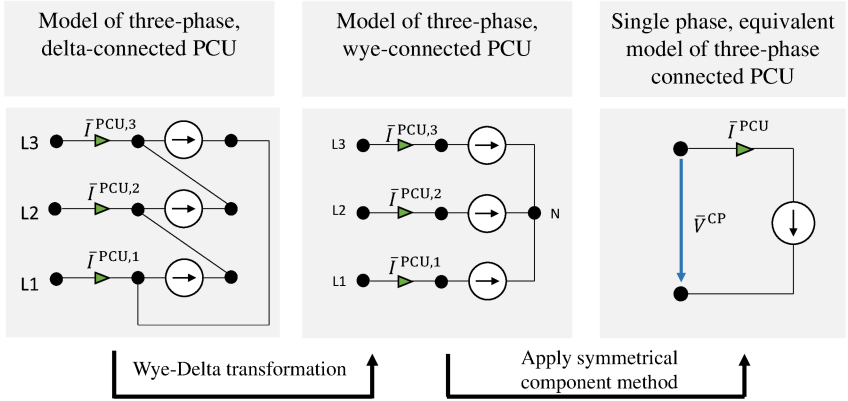 Model of three-phase,
delta-connected PCU
Model of three-phase,
wye-connected PCU
Single phase, equivalent
model of three-phase
connected PCU
L3
Ī PCU,3
L2
Ī PCU,2
L1
Ī PCU,1
L3
Ī PCU,3
L2
Ī PCU,2
N
L1
Ī PCU,1
Ī PCU
V̄ CP
Wye-Delta transformation
Apply symmetrical
component method